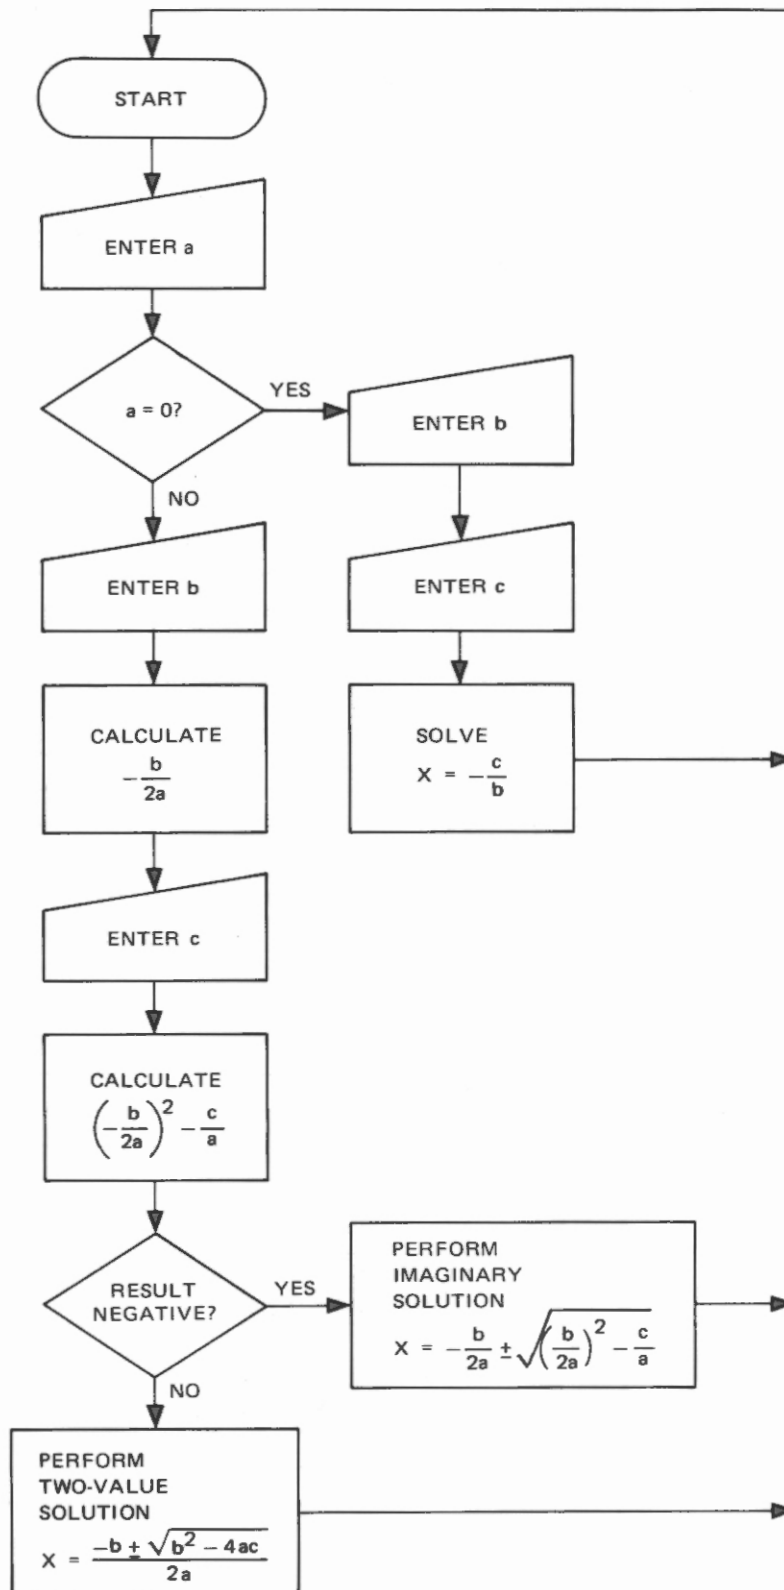 START
ENTER a
a = 0?
YES
NO
ENTER b
ENTER c
SOLVE
X = -c/b
ENTER b
CALCULATE
-b/2a
ENTER c
CALCULATE
(-b/2a)² - c/a
RESULT
NEGATIVE?
YES
NO
PERFORM
IMAGINARY
SOLUTION
X = -b/2a ± √(b/2a)² - c/a
PERFORM
TWO-VALUE
SOLUTION
X = -b ± √b² - 4ac/2a